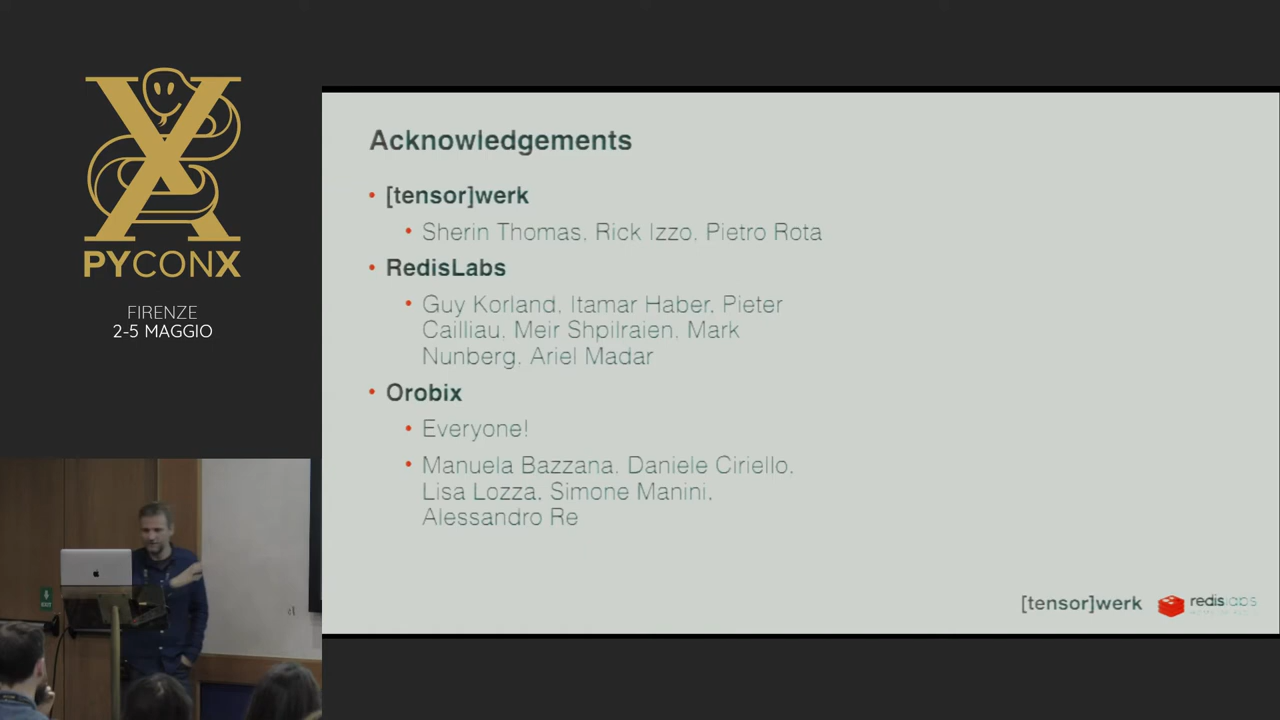 PYCONX
FIRENZE
2-5 MAGGIO
Acknowledgements
• [tensor]werk
• Sherin Thomas, Rick Izzo, Pietro Rota
• RedisLabs
• Guy Korland, Itamar Haber, Pieter
Cailliau, Meir Shpilraien, Mark
Nunberg, Ariel Madar
• Orobix
• Everyone!
• Manuela Bazzana, Daniele Ciriello,
Lisa Lozza, Simone Manini,
Alessandro Re
[tensor]werk
redislabs
EXIT